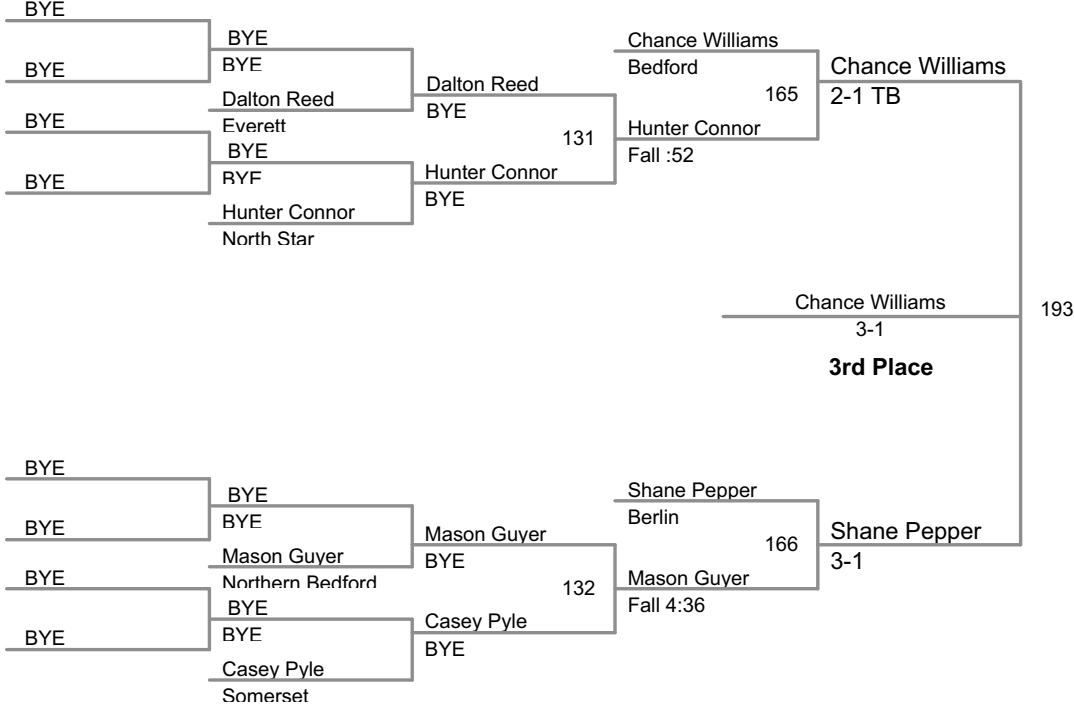 BYE
BYE
BYE
BYE
BYE
BYE
Dalton Reed
Everett
BYE
BYE
Hunter Connor
North Star
Dalton Reed
BYE
131
Hunter Connor
BYE
Chance Williams
Bedford
165
Hunter Connor
Fall :52
Chance Williams
2-1 TB
Chance Williams
3-1
3rd Place
193
BYE
BYE
BYE
BYE
BYE
BYE
Mason Guyer
Northern Bedford
BYE
BYE
Casey Pyle
Somerset
Mason Guyer
BYE
132
Casey Pyle
BYE
Shane Pepper
Berlin
166
Mason Guyer
Fall 4:36
Shane Pepper
3-1